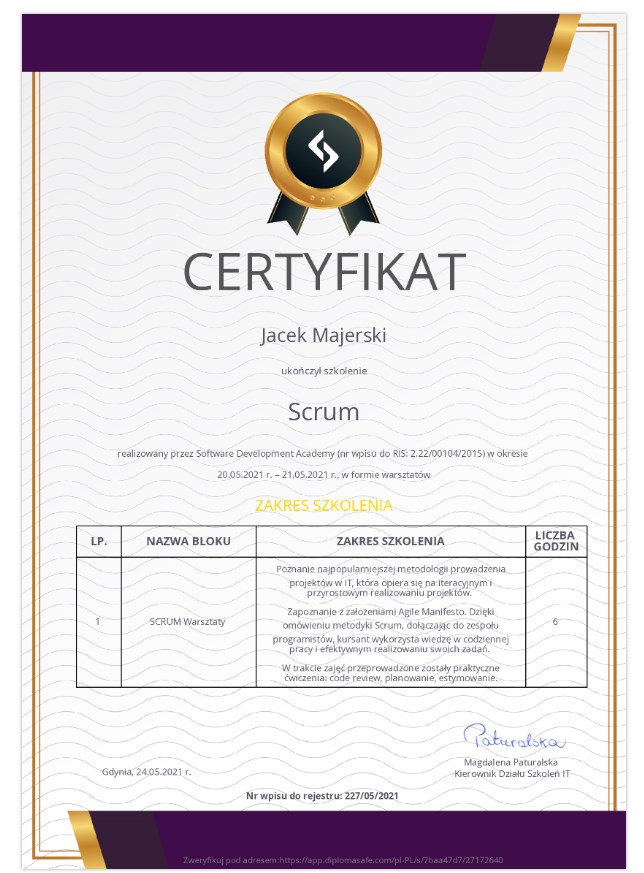 CERTYFIKAT
Jacek Majerski
ukończył szkolenie
Scrum
realizowany przez Software Development Academy (nr wpisu do RIS: 2.22/00104/2015) w okresie
20.05.2021 r. – 21.05.2021 r., w formie warsztatów
ZAKRES SZKOLENIA
LP. NAZWA BLOKU ZAKRES SZKOLENIA LICZBA GODZIN
Poznanie najpopularniejszej metodologii prowadzenia
projektów w IT, która opiera się na iteracyjnym i
przyrostowym realizowaniu projektów.
Zapoznanie z założeniami Agile Manifesto. Dzięki
1 SCRUM Warsztaty omówieniu metodyki Scrum, dołączając do zespołu 6
programistów, kursant wykorzysta wiedzę w codziennej
pracy i efektywnym realizowaniu swoich zadań.
W trakcie zajęć przeprowadzone zostały praktyczne
ćwiczenia: code review, planowanie, estymowanie.
Paturalska
Magdalena Paturalska
Gdynia, 24.05.2021 r. Kierownik Działu Szkoleń IT
Nr wpisu do rejestru: 227/05/2021
Zweryfikuj pod adresem:https://app.diplomasafe.com/pl-PL/s/7baa47d7/27172640